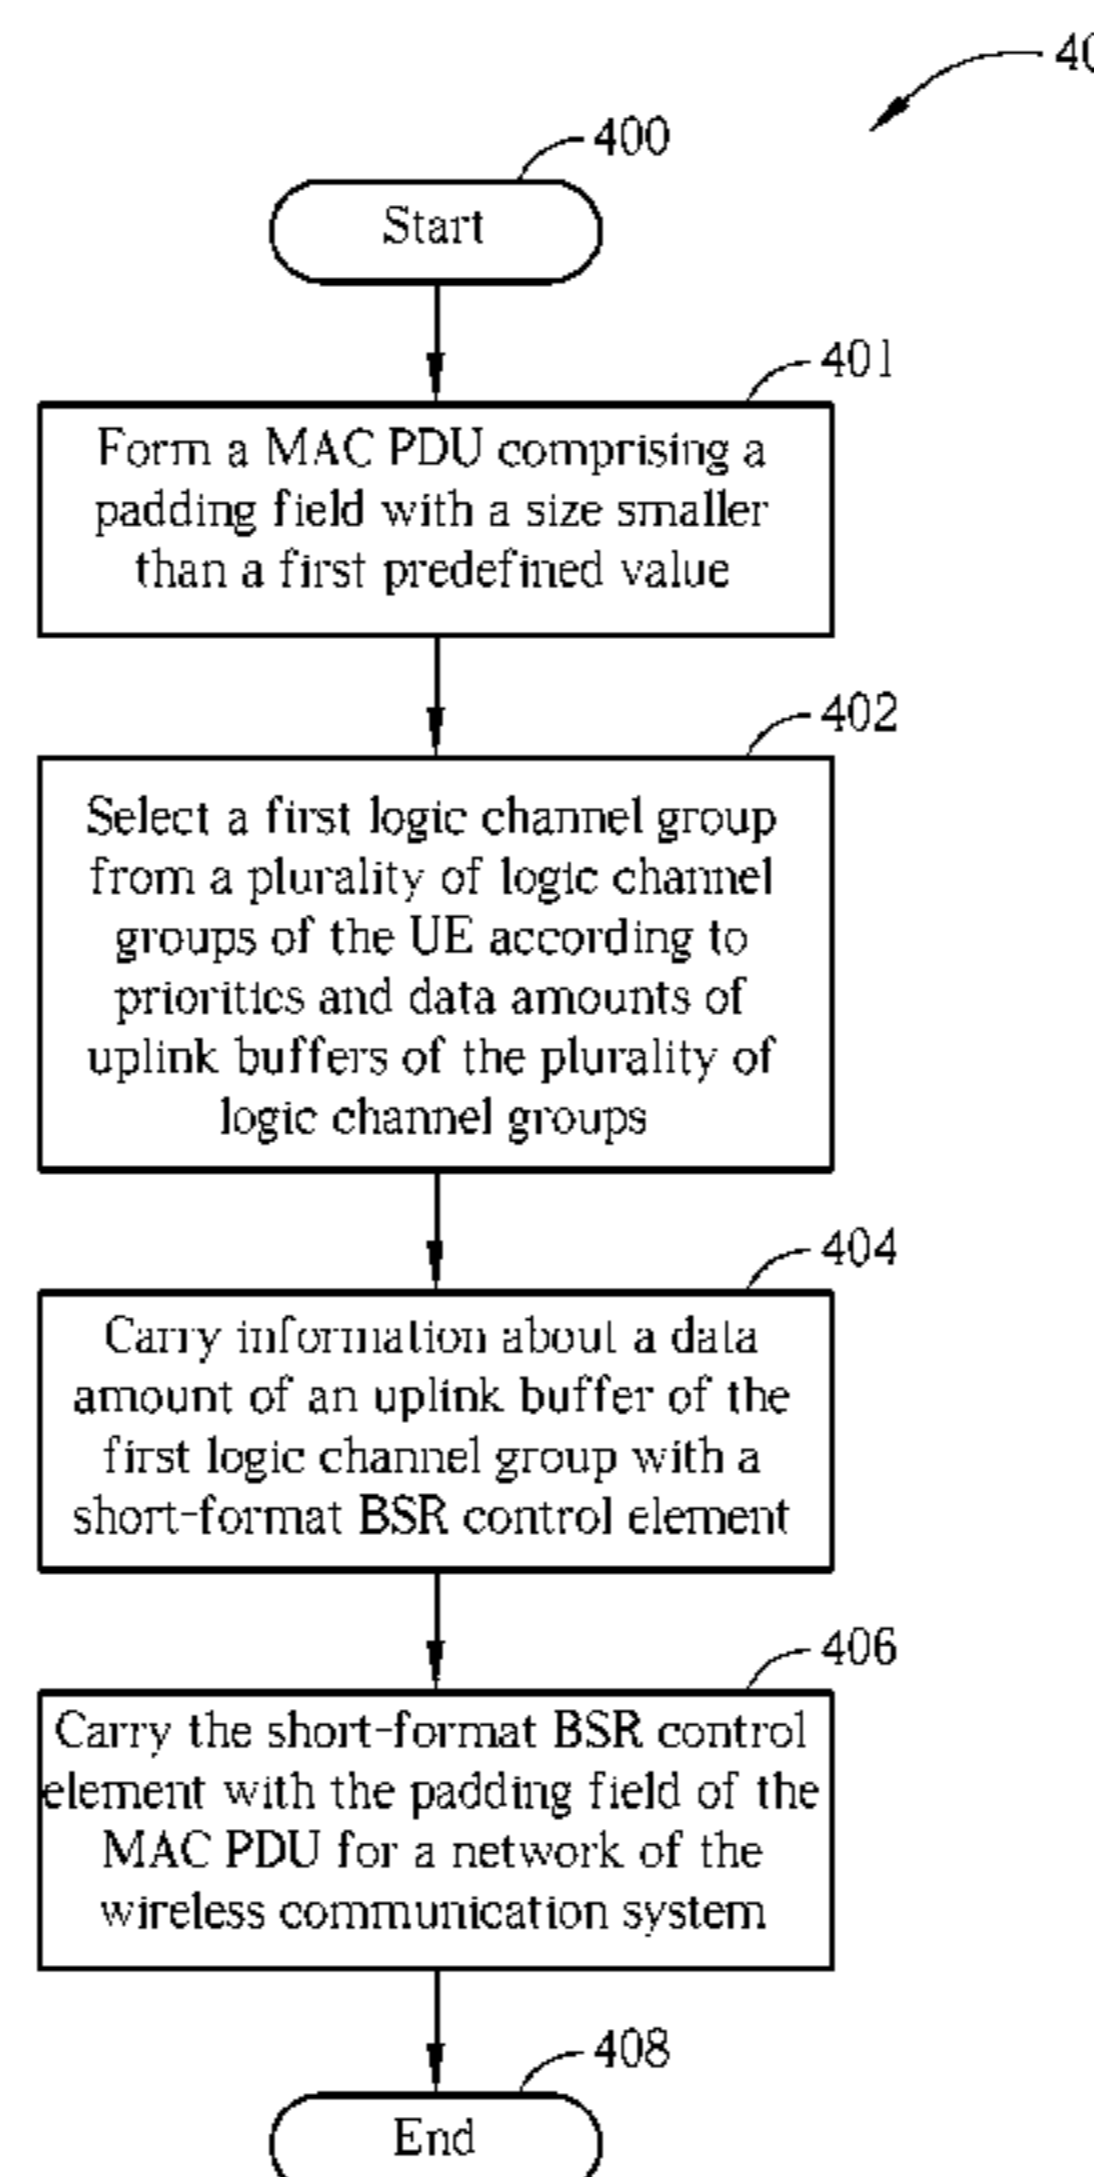 400
Start
401
Form a MAC PDU comprising a
padding field with a size smaller
than a first predefined value
402
Select a first logic channel group
from a plurality of logic channel
groups of the UE according to
priorities and data amounts of
uplink buffers of the plurality of
logic channel groups
404
Carry information about a data
amount of an uplink buffer of the
first logic channel group with a
short-format BSR control element
406
Carry the short-format BSR control
element with the padding field of the
MAC PDU for a network of the
wireless communication system
408
End